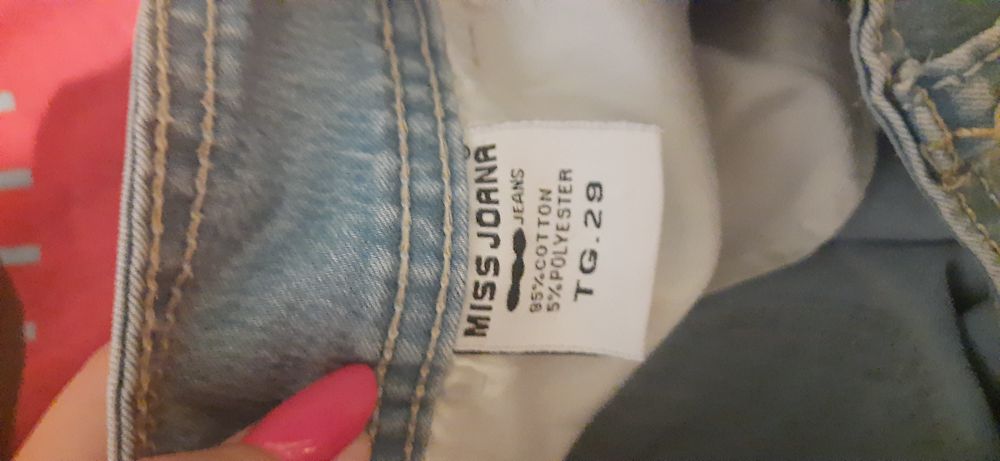 MISS JOANA
JEANS
95% COTTON
5% POLYESTER
TG. 29